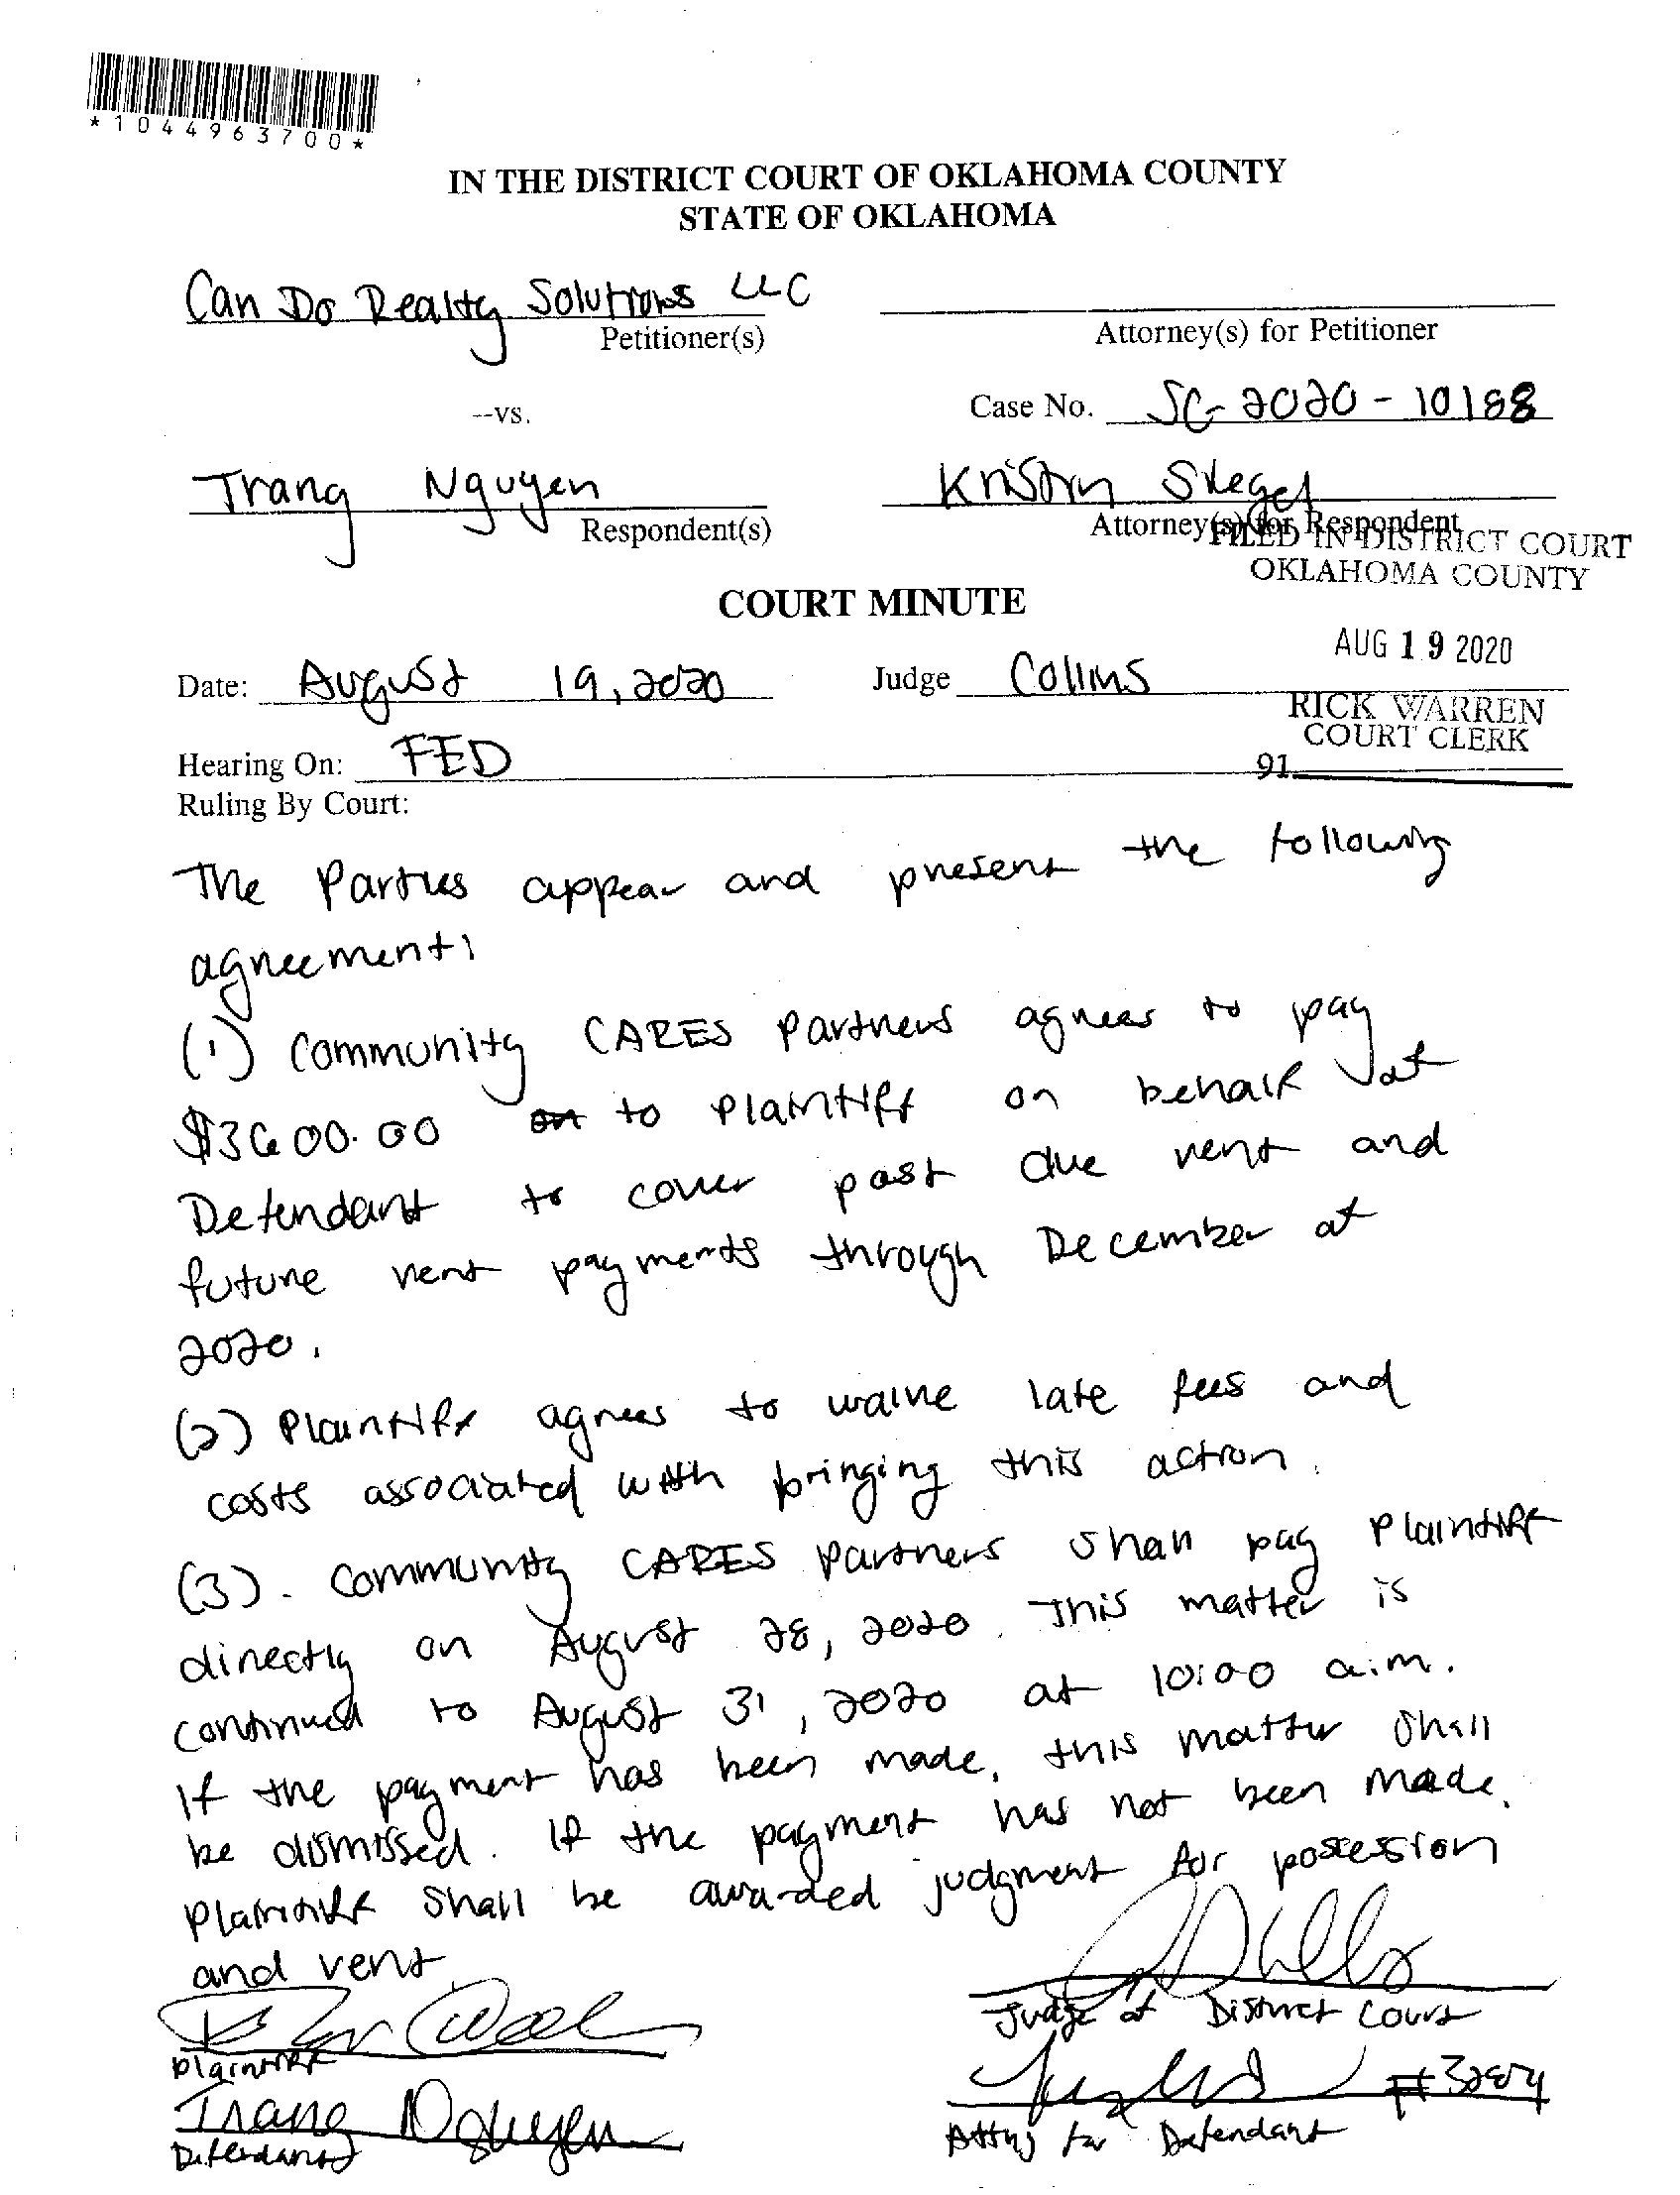 *1044963700*
IN THE DISTRICT COURT OF OKLAHOMA COUNTY
STATE OF OKLAHOMA
Can Do Realty Solutions LLC
Petitioner(s)
Attorney(s) for Petitioner
--vs.
Case No. SC-2020-10188
Trang Nguyen
Respondent(s)
Kristin Siegel
Attorney(s) for Respondent
FILED IN DISTRICT COURT
OKLAHOMA COUNTY
COURT MINUTE
AUG 19 2020
Date: August 19, 2020 Judge Collins
RICK WARREN
COURT CLERK
Hearing On: FED
91
Ruling By Court:
The Parties appear and present the following
agreement:
(1) Community CARES Partners agrees to pay
$3600.00 on to Plaintiff on behalf of
Defendant to cover past due rent and
future rent payments through December of
2020.
(2) Plaintiff agrees to waive late fees and
costs associated with bringing this action.
(3). Community CARES Partners shall pay Plaintiff
directly on August 28, 2020. This matter is
continued to August 31, 2020 at 10:00 a.m.
If the payment has been made, this matter shall
be dismissed. If the payment has not been made,
Plaintiff shall be awarded judgment for possession
and rent.
Judge of District Court
Plaintiff
Trang Nguyen
Defendant
Attny for Defendant